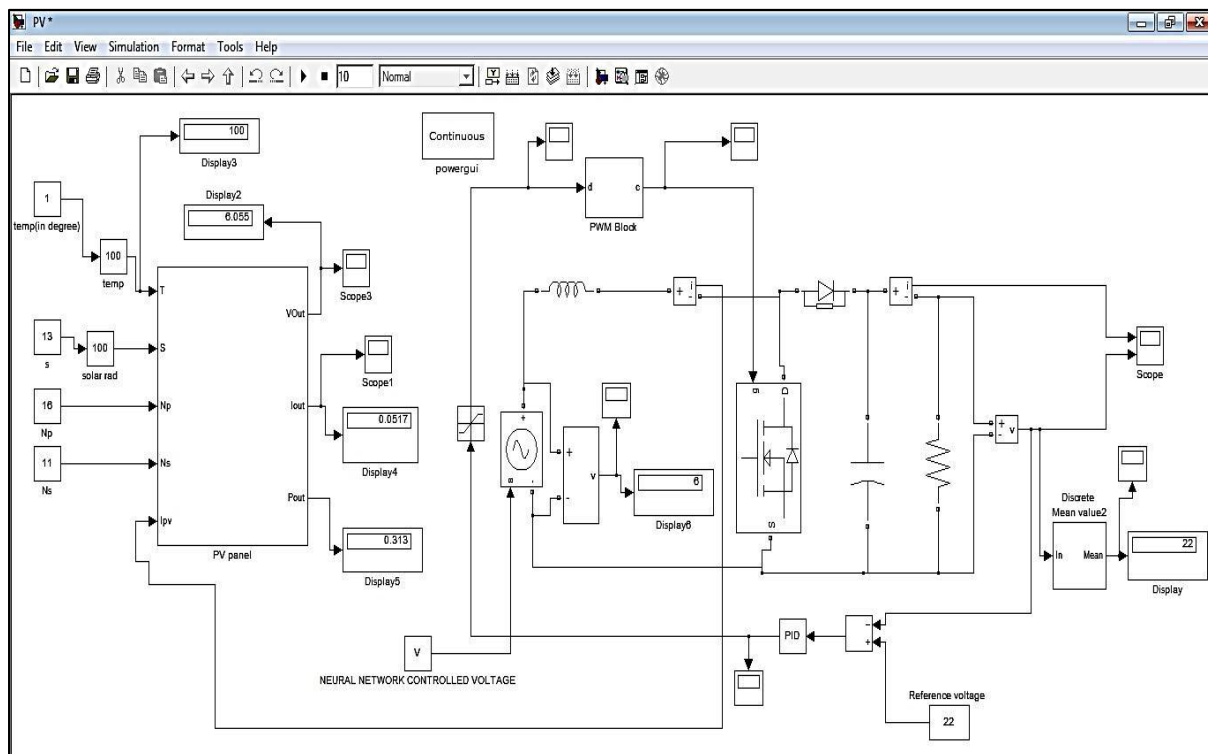 PV *
File Edit View Simulation Format Tools Help
10 Normal
100
Display3
Continuous
powergui
Display2
6.055
1
temp(in degree)
100
temp
d c
PWM Block
Scope3
T
VOut
13
s
100
solar rad
S
Scope1
i
+
-
i
+
-
Scope
16
Np
Np
Iout
0.0517
Display4
g
D
S
11
Ns
Ns
+
-
s
+
-
v
6
Display6
+
-
v
Pout
0.313
Display5
Ipv
PV panel
Discrete
Mean value2
In Mean
22
Display
PID
-
+
V
NEURAL NETWORK CONTROLLED VOLTAGE
Reference voltage
22